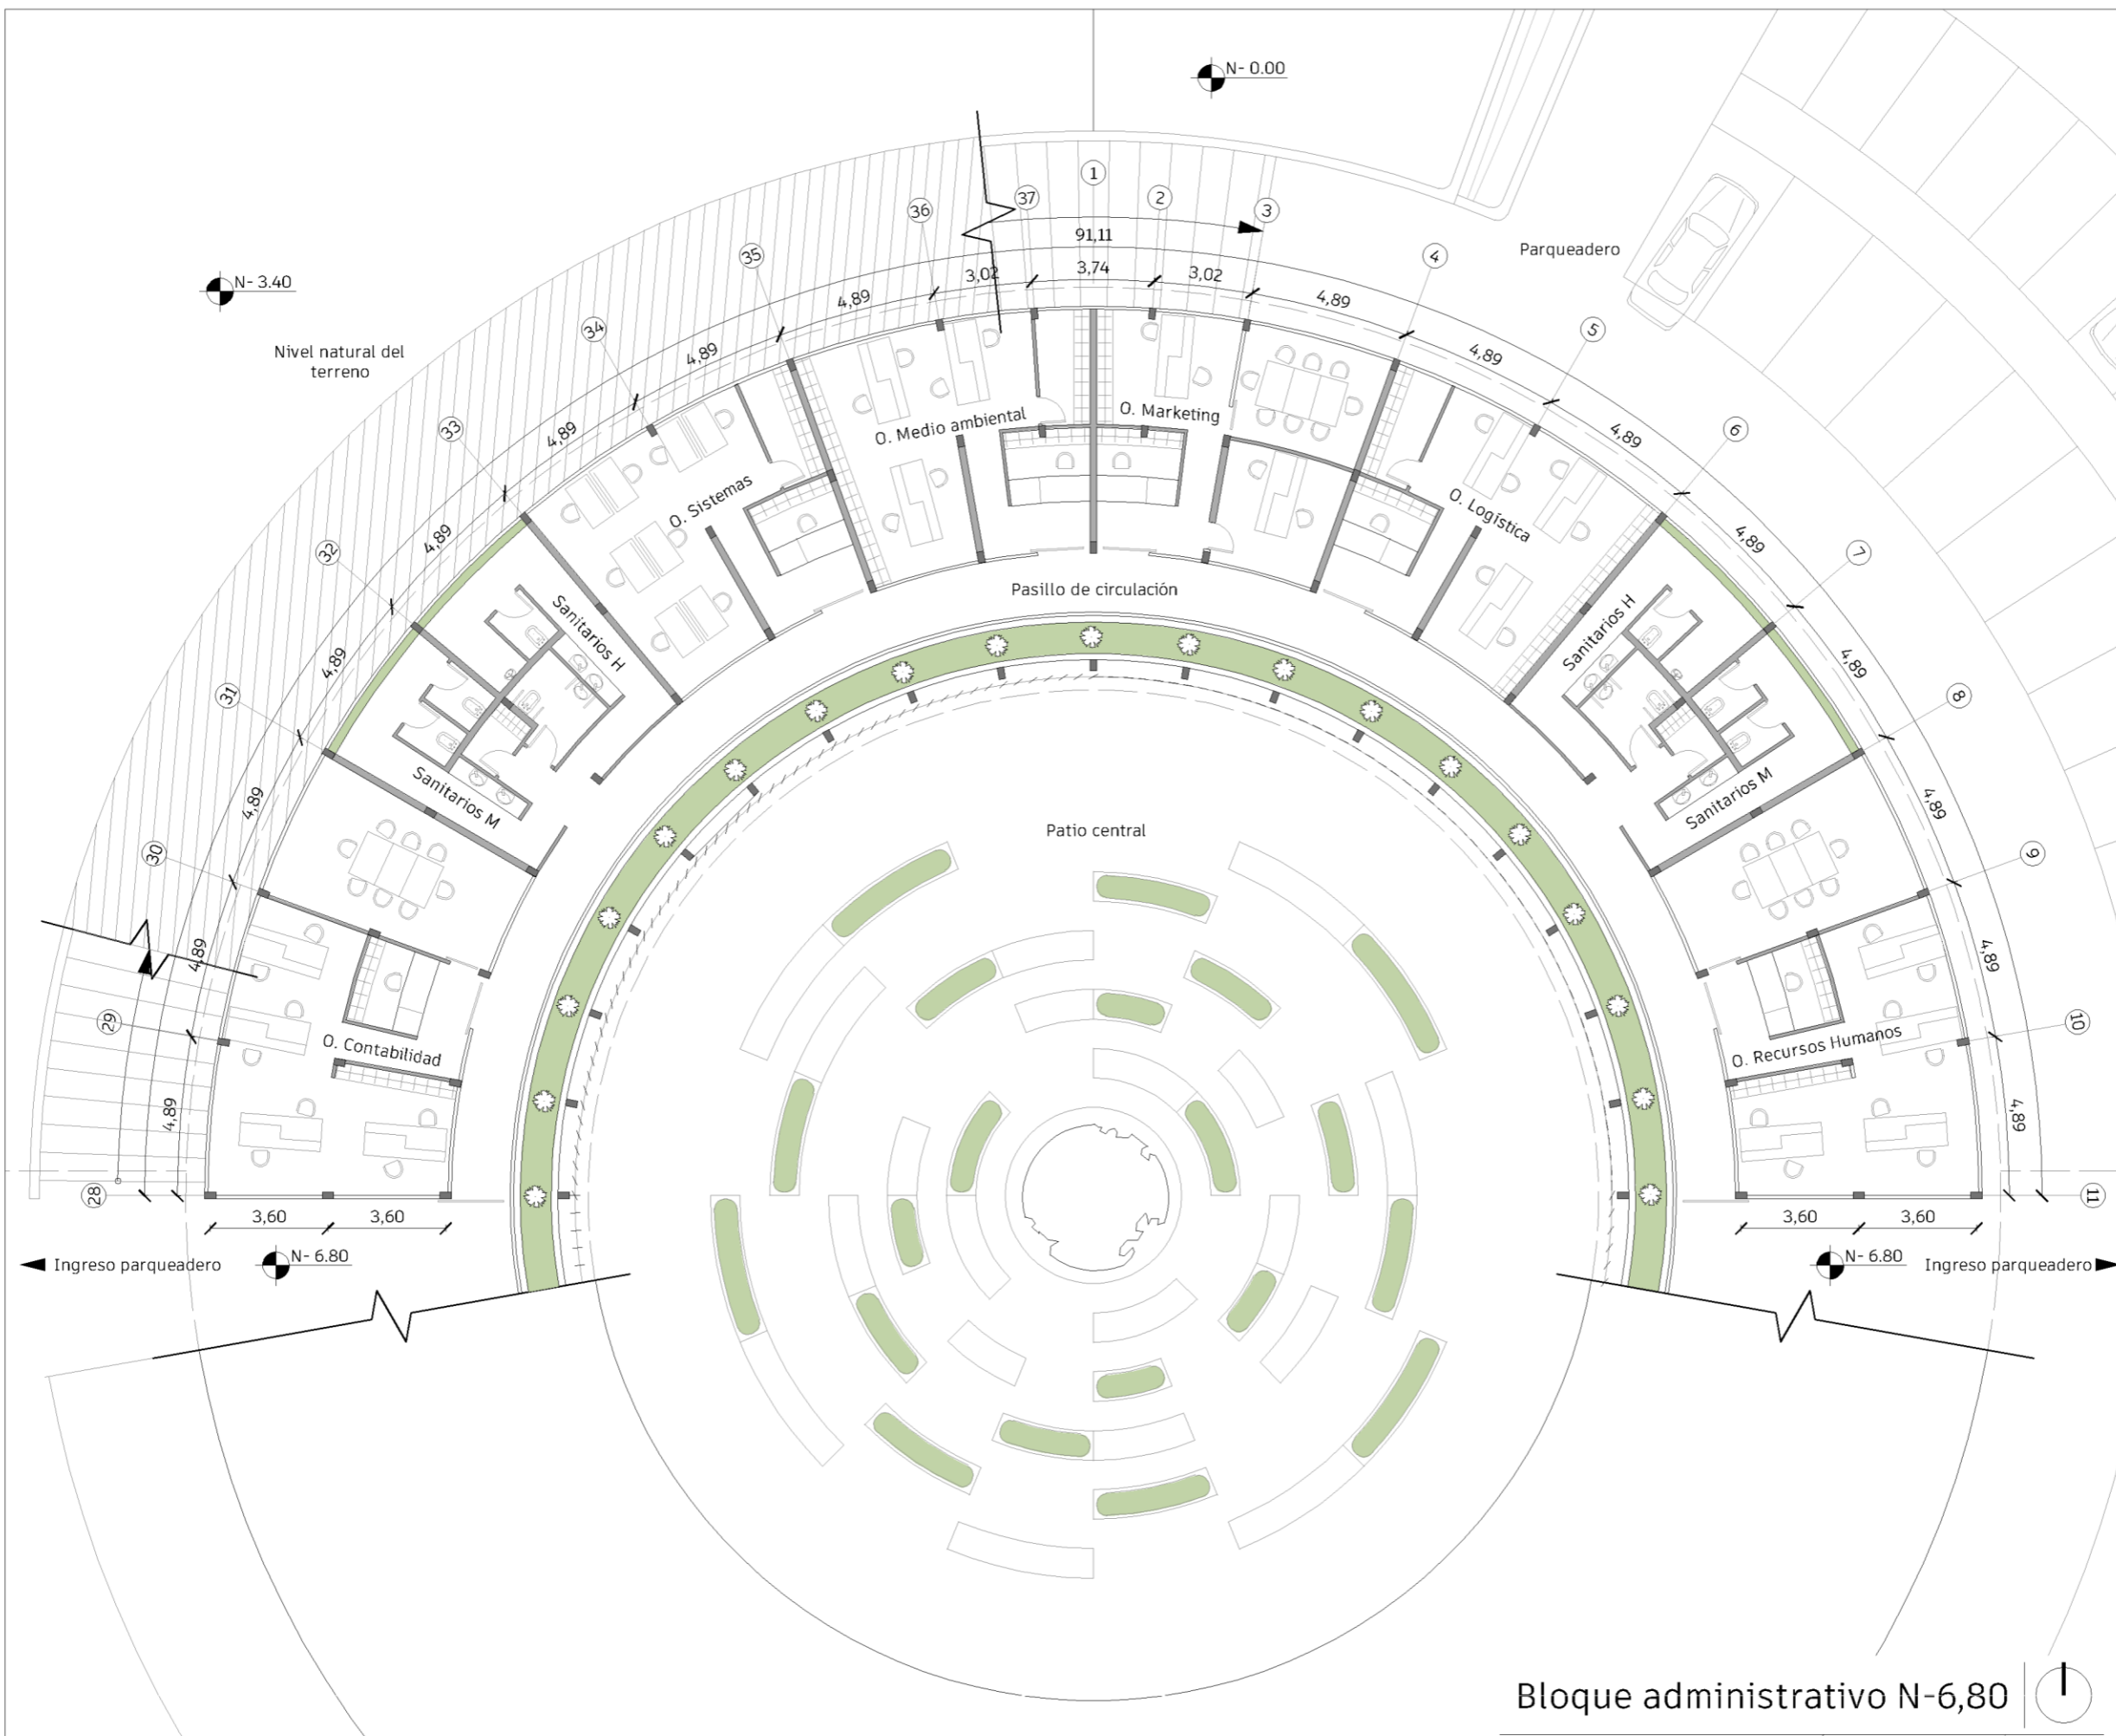 N- 0.00
1
37
2
36
3
91,11
35
4
Parqueadero
3,02
3,74
3,02
N- 3.40
4,89
4,89
34
5
Nivel natural del
terreno
4,89
4,89
33
6
4,89
4,89
O. Medio ambiental
O. Marketing
O. Sistemas
O. Logística
32
7
4,89
4,89
Pasillo de circulación
Sanitarios H
Sanitarios H
31
8
4,89
4,89
Sanitarios M
Sanitarios M
4,89
4,89
Patio central
30
9
4,89
4,89
29
10
O. Contabilidad
O. Recursos Humanos
4,89
4,89
28
11
3,60
3,60
3,60
3,60
Ingreso parqueadero
N- 6.80
N- 6.80
Ingreso parqueadero
Bloque administrativo N-6,80